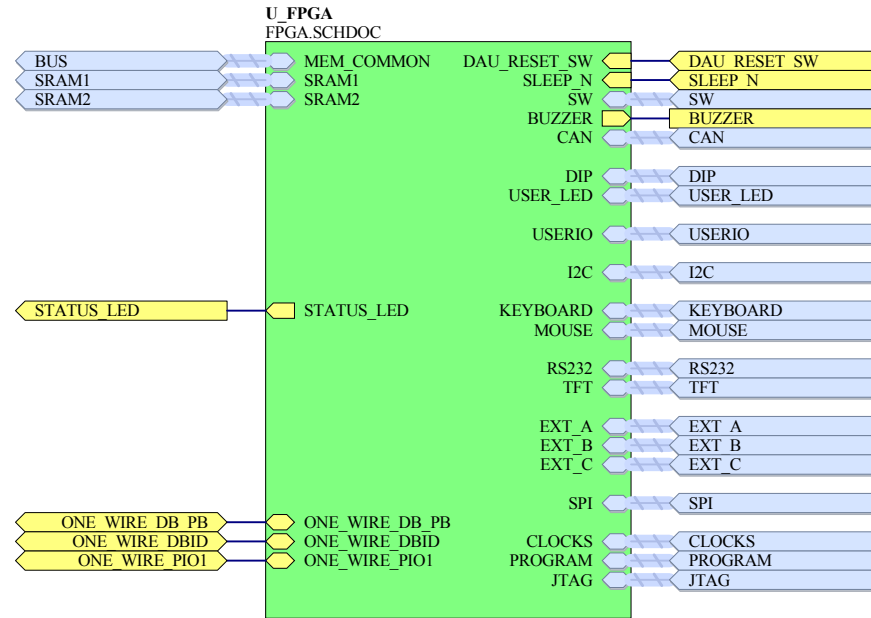 U_FPGA
FPGA.SCHDOC
BUS MEM_COMMON DAU_RESET_SW DAU_RESET_SW
SRAM1 SRAM1 SLEEP_N SLEEP_N
SRAM2 SRAM2 SW SW
BUZZER BUZZER
CAN CAN
DIP DIP
USER_LED USER_LED
USERIO USERIO
I2C I2C
STATUS_LED STATUS_LED KEYBOARD KEYBOARD
MOUSE MOUSE
RS232 RS232
TFT TFT
EXT_A EXT_A
EXT_B EXT_B
EXT_C EXT_C
SPI SPI
ONE_WIRE_DB_PB ONE_WIRE_DB_PB
ONE_WIRE_DBID ONE_WIRE_DBID CLOCKS CLOCKS
ONE_WIRE_PIO1 ONE_WIRE_PIO1 PROGRAM PROGRAM
JTAG JTAG